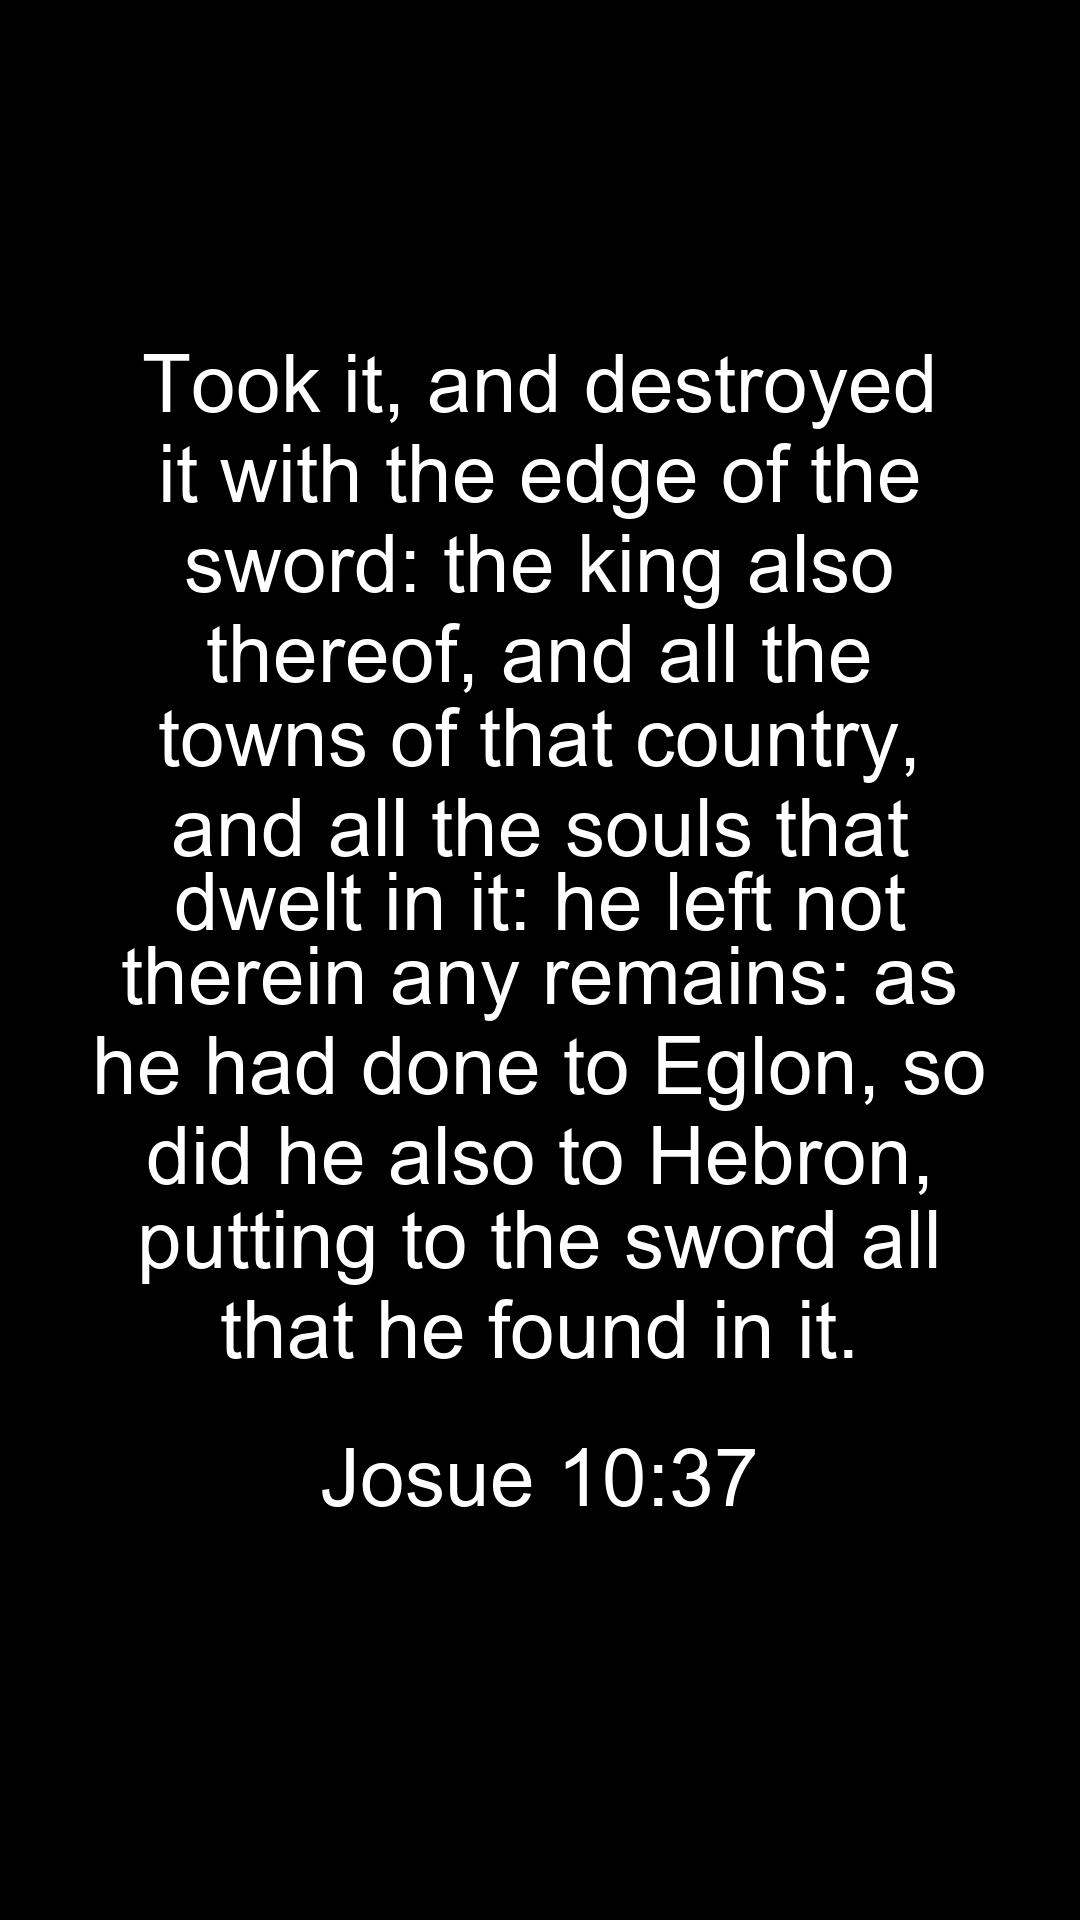 Took it, and destroyed
it with the edge of the
sword: the king also
thereof, and all the
towns of that country,
and all the souls that
dwelt in it: he left not
therein any remains: as
he had done to Eglon, so
did he also to Hebron,
putting to the sword all
that he found in it.
Josue 10:37